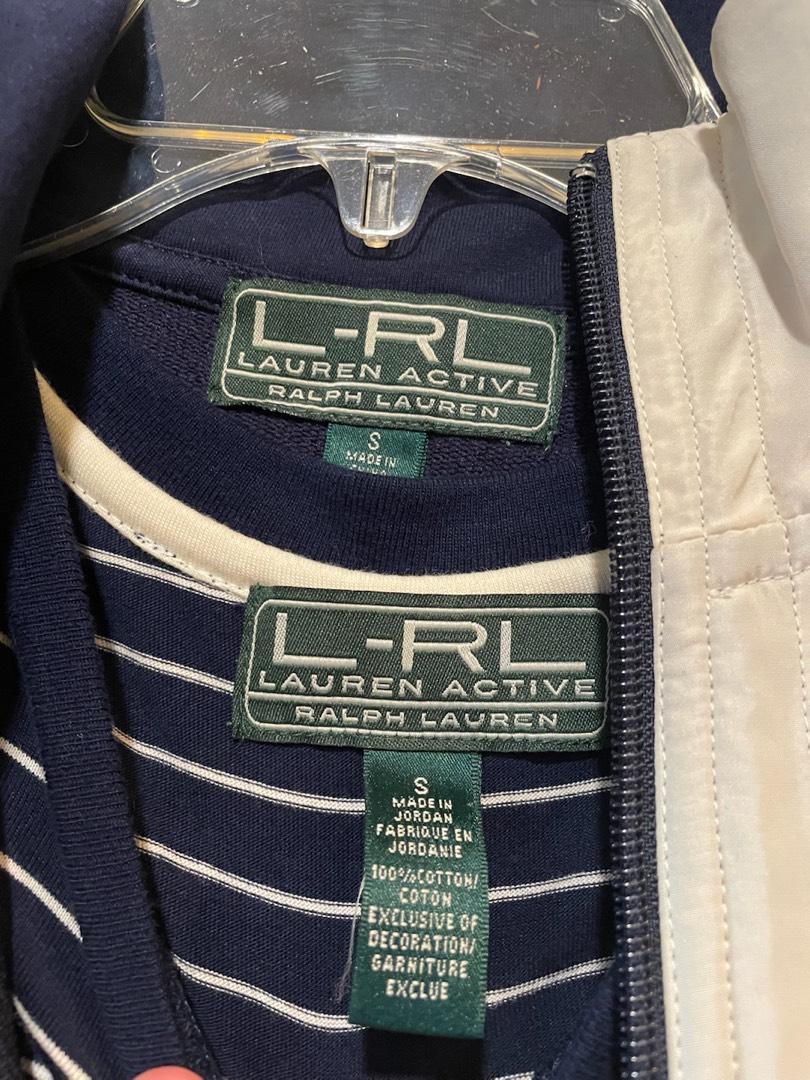 L-RL
LAUREN ACTIVE
RALPH LAUREN
S
MADE IN
L-RL
LAUREN ACTIVE
RALPH LAUREN
S
MADE IN
JORDAN
FABRIQUE EN
JORDANIE
100%COTTON/
COTON
EXCLUSIVE OF
DECORATION/
GARNITURE
EXCLUE